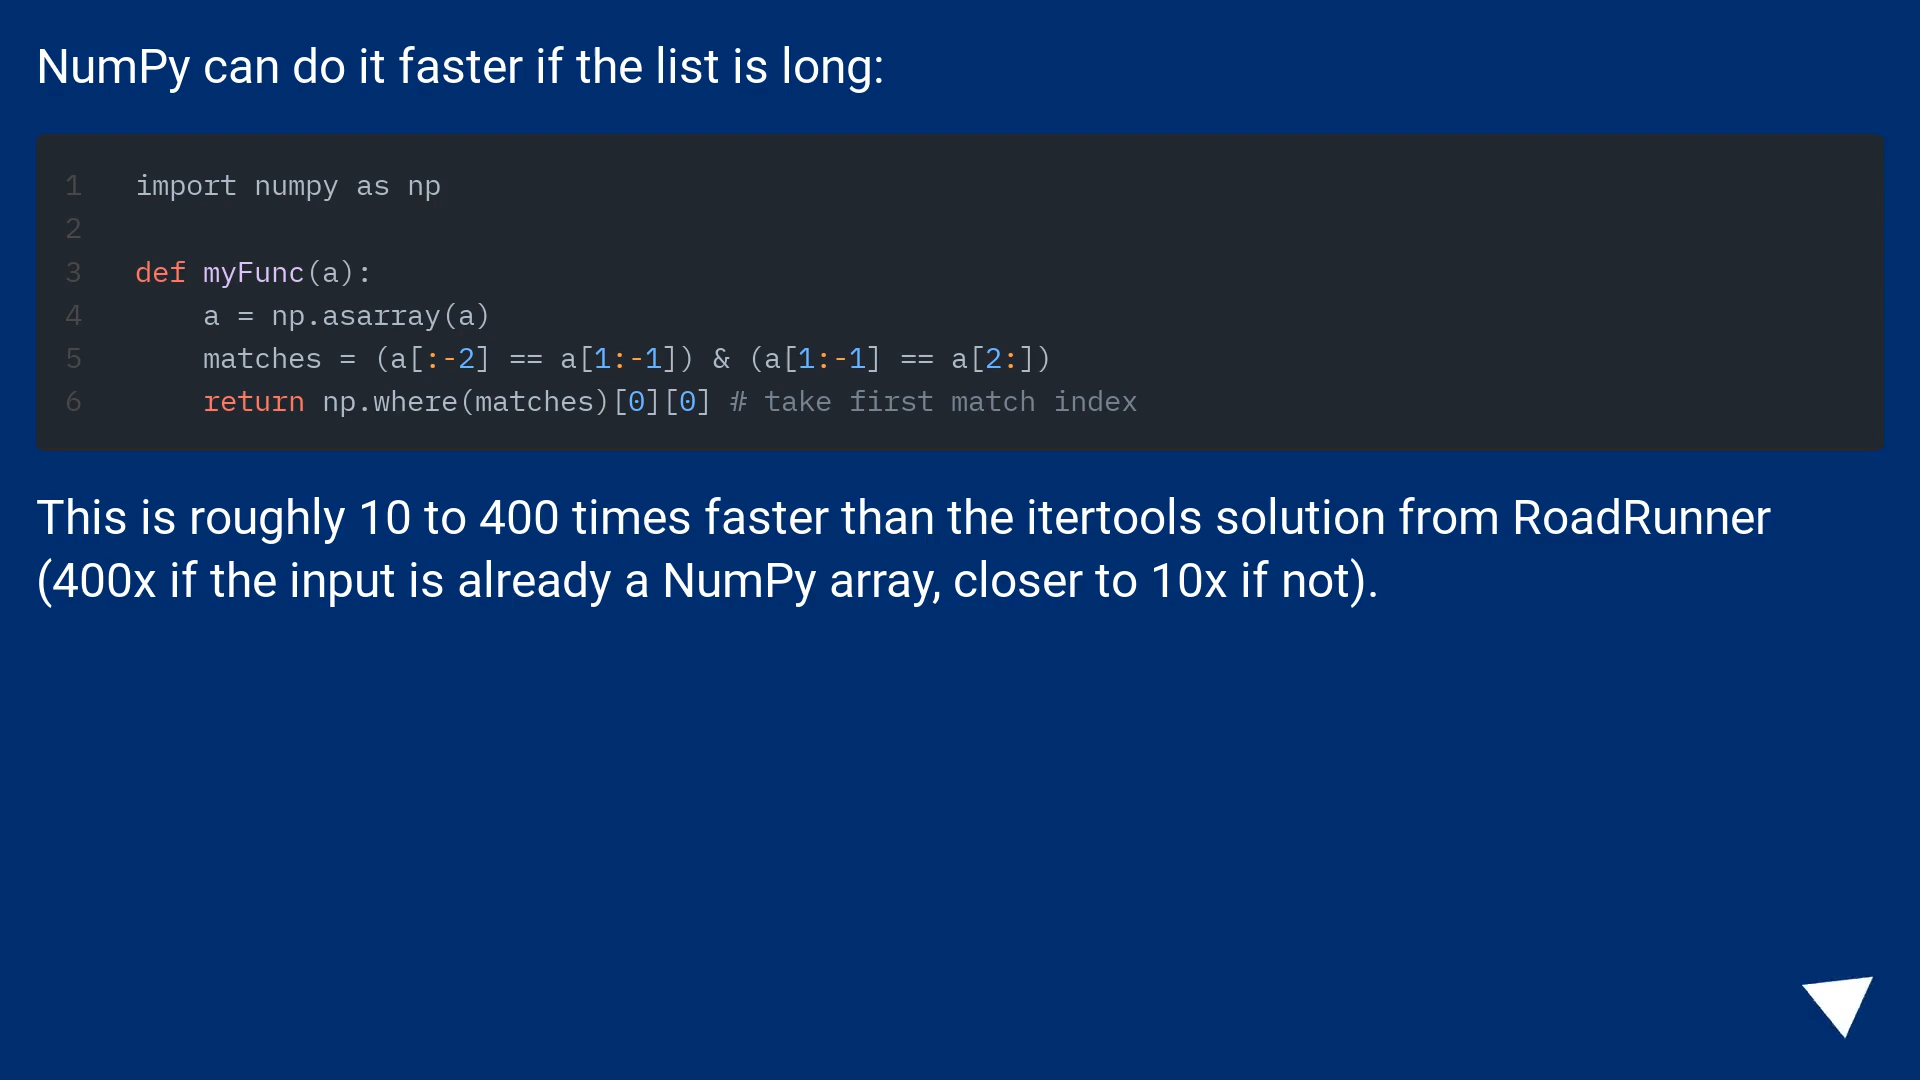 NumPy can do it faster if the list is long:
1 import numpy as np
2
3 def myFunc(a):
4     a = np.asarray(a)
5     matches = (a[:-2] == a[1:-1]) & (a[1:-1] == a[2:])
6     return np.where(matches)[0][0] # take first match index
This is roughly 10 to 400 times faster than the itertools solution from RoadRunner
(400x if the input is already a NumPy array, closer to 10x if not).